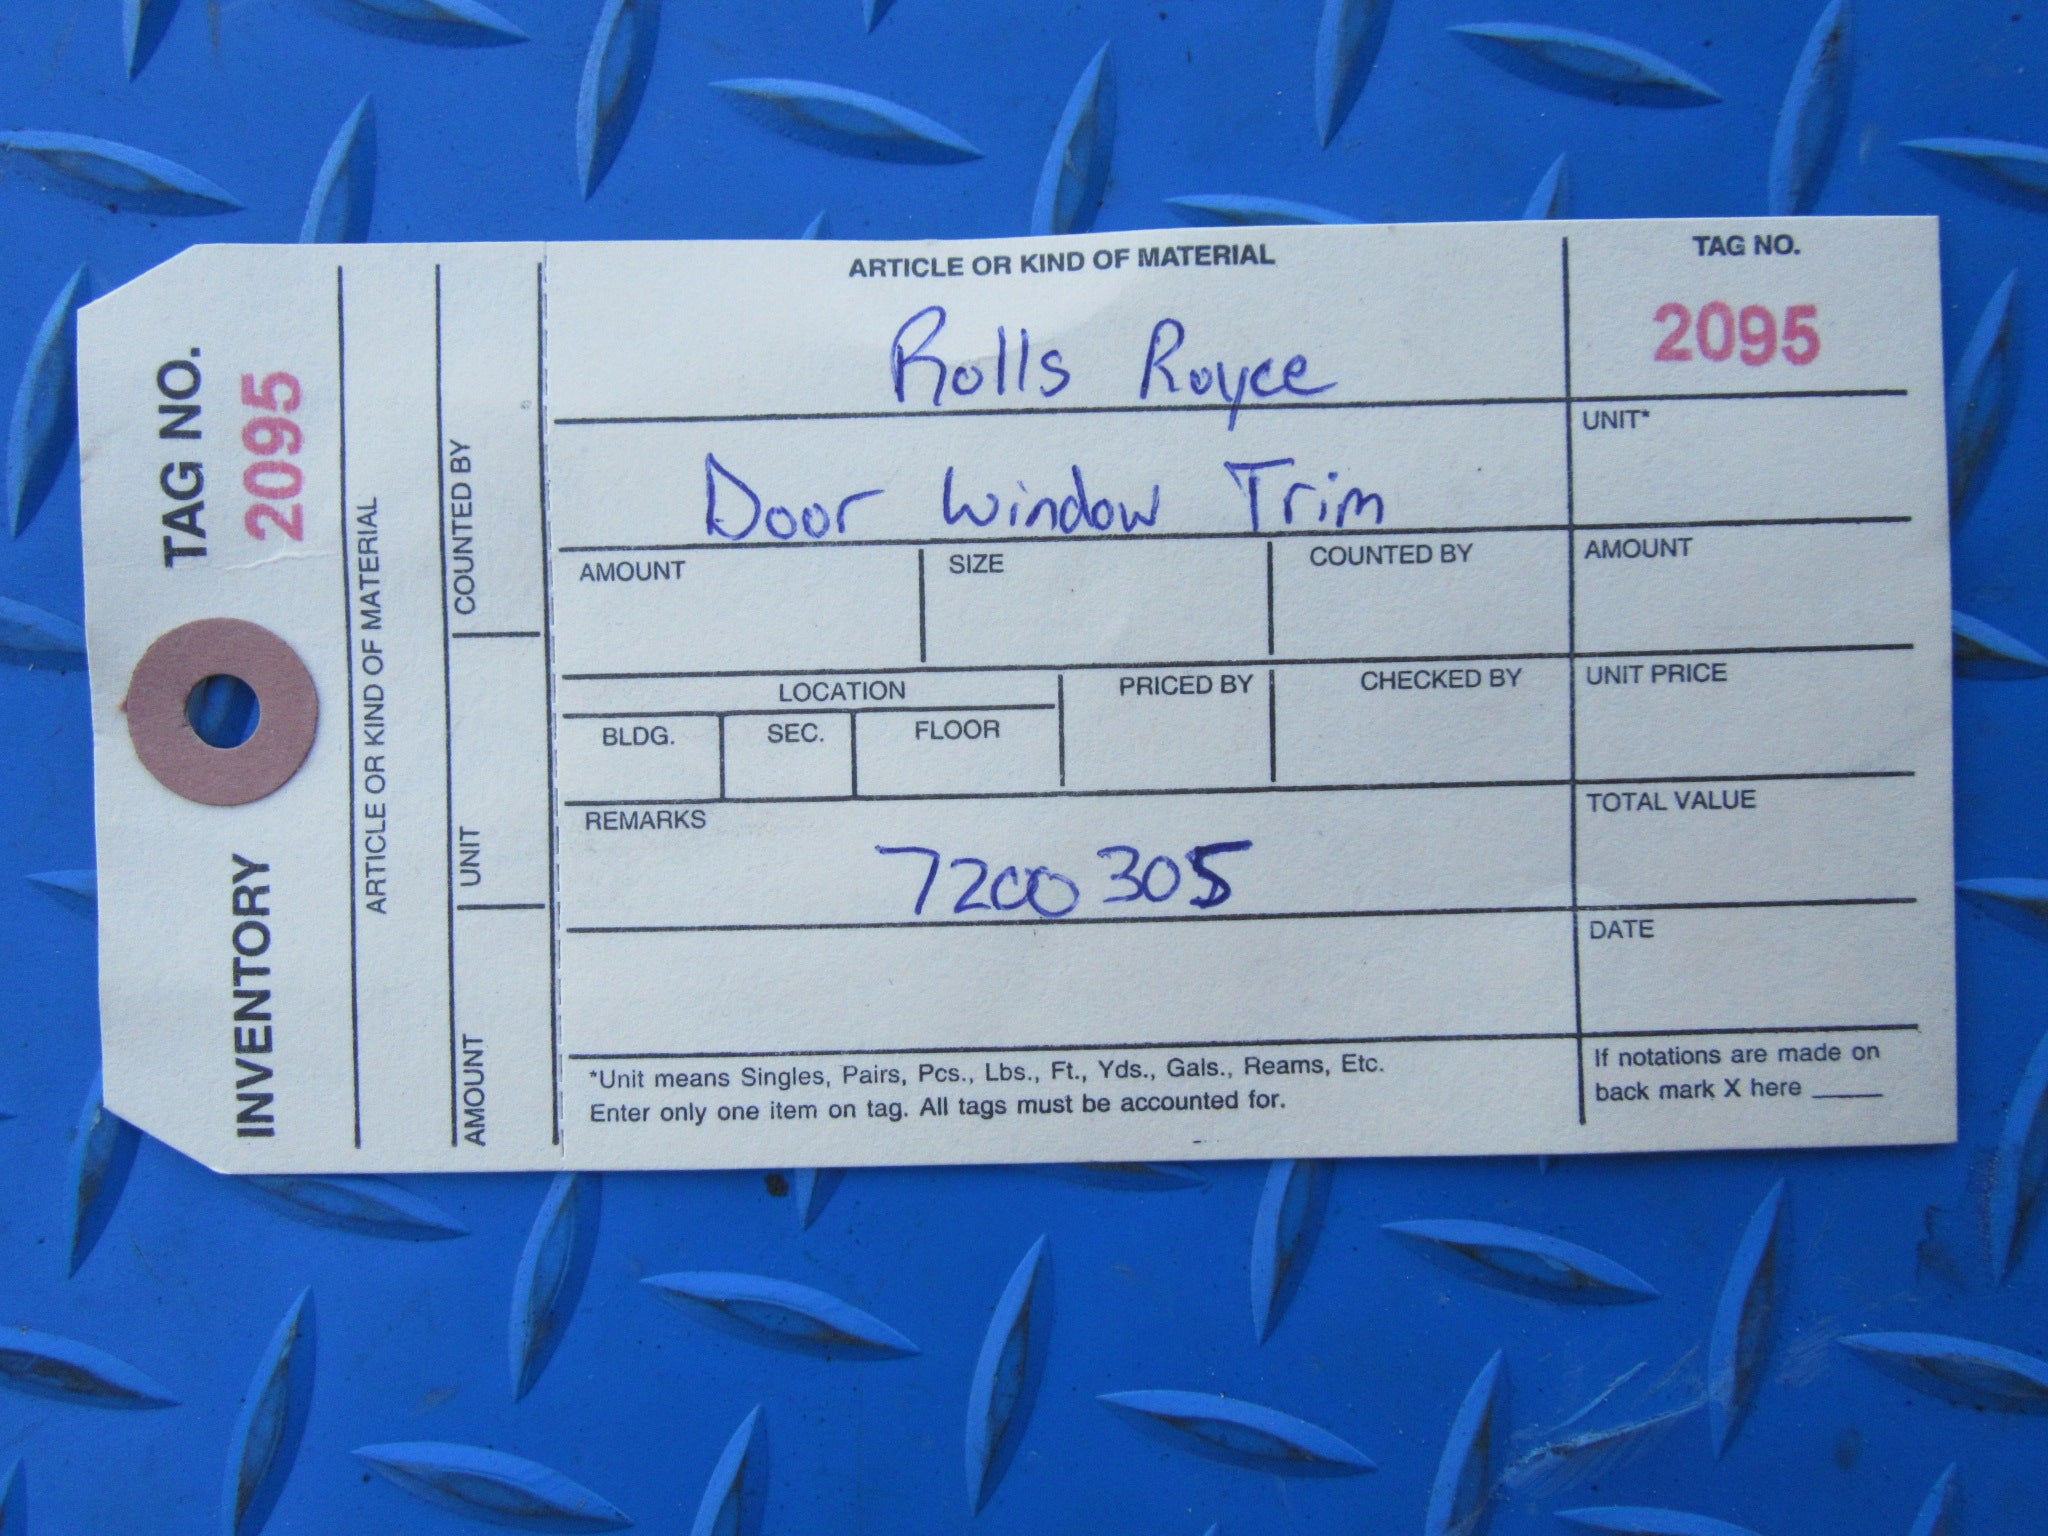 INVENTORY TAG NO.
2095
ARTICLE OR KIND OF MATERIAL
AMOUNT UNIT COUNTED BY
ARTICLE OR KIND OF MATERIAL
Rolls Royce
Door Window Trim
TAG NO.
2095
UNIT*
AMOUNT SIZE COUNTED BY
AMOUNT
LOCATION
BLDG. SEC. FLOOR
PRICED BY CHECKED BY
UNIT PRICE
REMARKS
7200305
TOTAL VALUE
DATE
*Unit means Singles, Pairs, Pcs., Lbs., Ft., Yds., Gals., Reams, Etc.
Enter only one item on tag. All tags must be accounted for.
If notations are made on
back mark X here _____